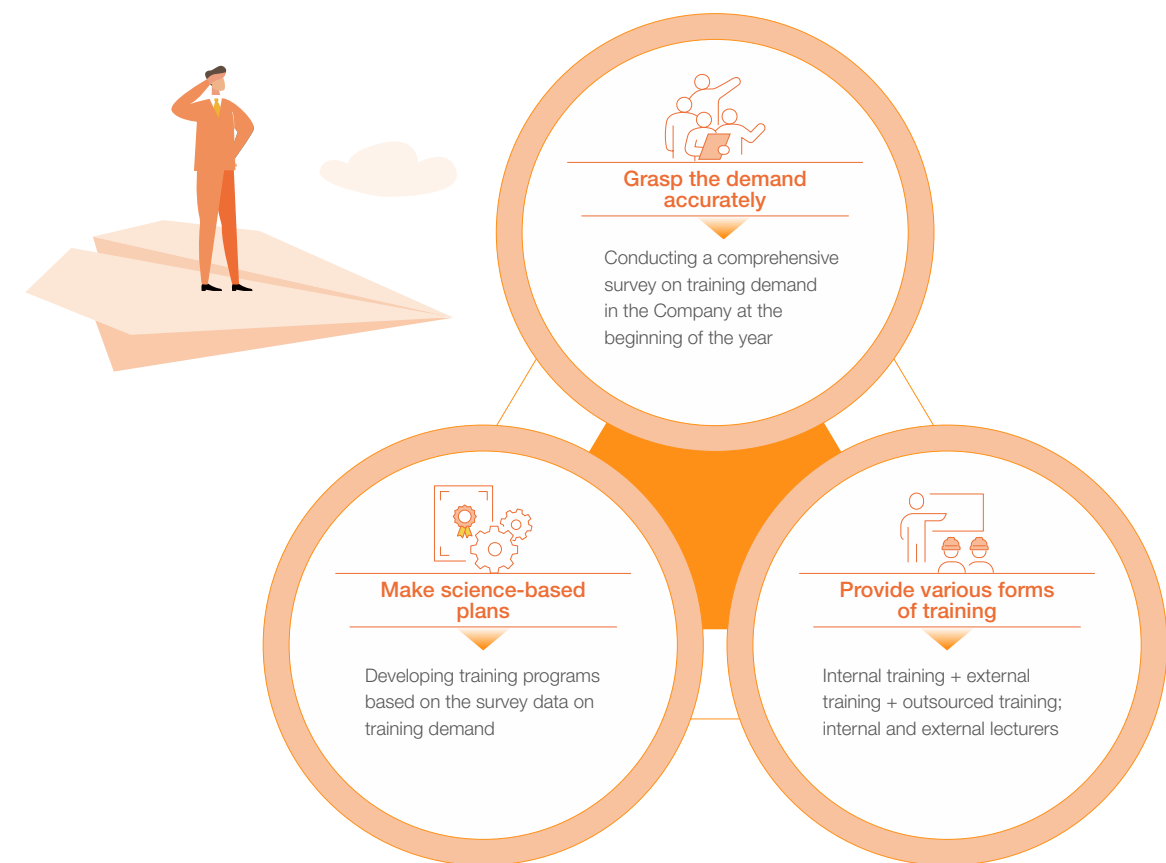 Grasp the demand
accurately
Conducting a comprehensive
survey on training demand
in the Company at the
beginning of the year
Make science-based
plans
Developing training programs
based on the survey data on
training demand
Provide various forms
of training
Internal training + external
training + outsourced training;
internal and external lecturers